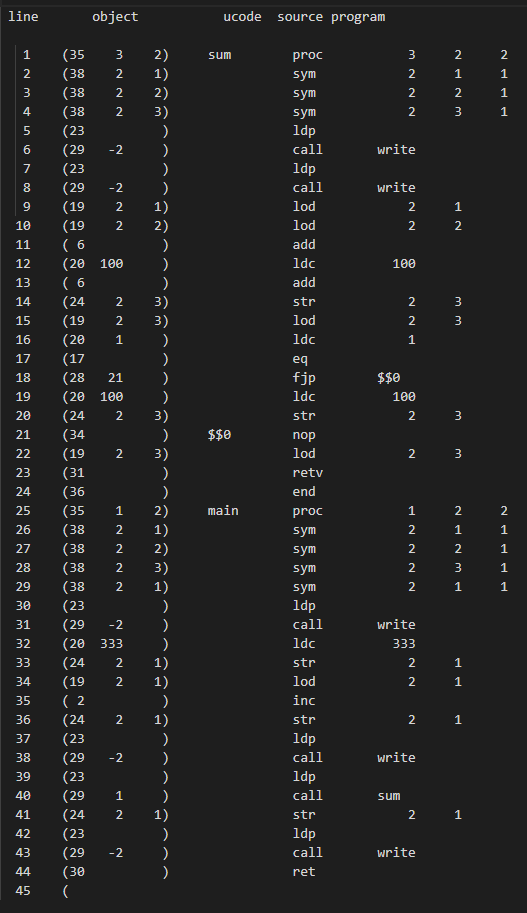 line       object           ucode  source program
  1    (35    3    2)     sum        proc           3     2     2
  2    (38    2    1)                sym            2     1     1
  3    (38    2    2)                sym            2     2     1
  4    (38    2    3)                sym            2     3     1
  5    (23          )                ldp
  6    (29   -2     )                call       write
  7    (23          )                ldp
  8    (29   -2     )                call       write
  9    (19    2    1)                lod            2     1
 10    (19    2    2)                lod            2     2
 11    ( 6          )                add
 12    (20  100     )                ldc          100
 13    ( 6          )                add
 14    (24    2    3)                str            2     3
 15    (19    2    3)                lod            2     3
 16    (20    1     )                ldc            1
 17    (17          )                eq
 18    (28   21     )                fjp        $$0
 19    (20  100     )                ldc          100
 20    (24    2    3)                str            2     3
 21    (34          )     $$0        nop
 22    (19    2    3)                lod            2     3
 23    (31          )                retv
 24    (36          )                end
 25    (35    1    2)     main       proc           1     2     2
 26    (38    2    1)                sym            2     1     1
 27    (38    2    2)                sym            2     2     1
 28    (38    2    3)                sym            2     3     1
 29    (38    2    1)                sym            2     1     1
 30    (23          )                ldp
 31    (29   -2     )                call       write
 32    (20  333     )                ldc          333
 33    (24    2    1)                str            2     1
 34    (19    2    1)                lod            2     1
 35    ( 2          )                inc
 36    (24    2    1)                str            2     1
 37    (23          )                ldp
 38    (29   -2     )                call       write
 39    (23          )                ldp
 40    (29    1     )                call       sum
 41    (24    2    1)                str            2     1
 42    (23          )                ldp
 43    (29   -2     )                call       write
 44    (30          )                ret
 45    (